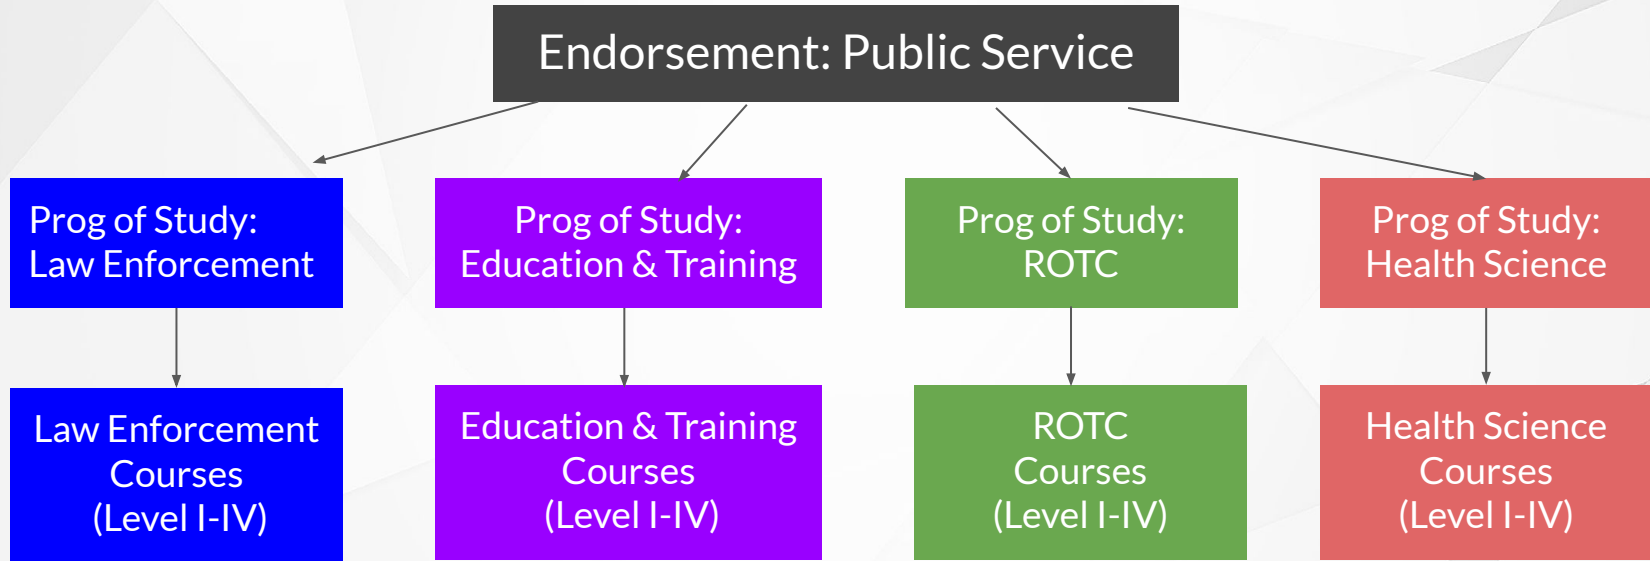 Endorsement: Public Service
Prog of Study:
Law Enforcement
Prog of Study:
Education & Training
Prog of Study:
ROTC
Prog of Study:
Health Science
Law Enforcement
Courses
(Level I-IV)
Education & Training
Courses
(Level I-IV)
ROTC
Courses
(Level I-IV)
Health Science
Courses
(Level I-IV)